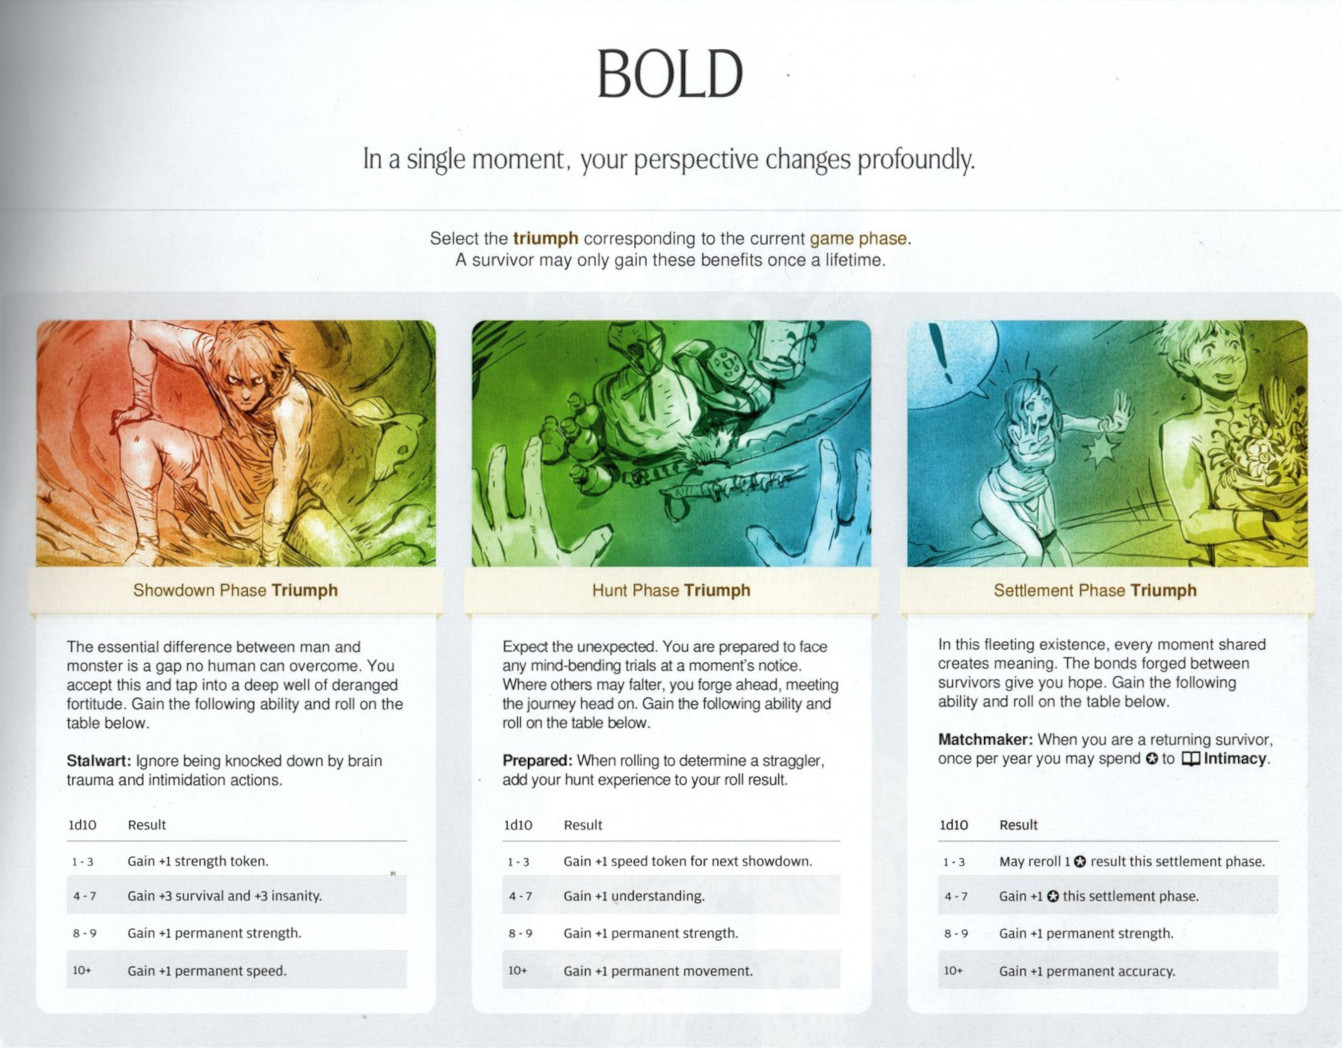 BOLD
In a single moment, your perspective changes profoundly.
Select the triumph corresponding to the current game phase.
A survivor may only gain these benefits once a lifetime.
!
Showdown Phase Triumph
The essential difference between man and
monster is a gap no human can overcome. You
accept this and tap into a deep well of deranged
fortitude. Gain the following ability and roll on the
table below.
Stalwart: Ignore being knocked down by brain
trauma and intimidation actions.
1d10 Result
1 - 3 Gain +1 strength token.
4 - 7 Gain +3 survival and +3 insanity.
8 - 9 Gain +1 permanent strength.
10+ Gain +1 permanent speed.
Hunt Phase Triumph
Expect the unexpected. You are prepared to face
any mind-bending trials at a moment's notice.
Where others may falter, you forge ahead, meeting
the journey head on. Gain the following ability and
roll on the table below.
Prepared: When rolling to determine a straggler,
add your hunt experience to your roll result.
1d10 Result
1 - 3 Gain +1 speed token for next showdown.
4 - 7 Gain +1 understanding.
8 - 9 Gain +1 permanent strength.
10+ Gain +1 permanent movement.
Settlement Phase Triumph
In this fleeting existence, every moment shared
creates meaning. The bonds forged between
survivors give you hope. Gain the following
ability and roll on the table below.
Matchmaker: When you are a returning survivor,
once per year you may spend ✪ to 🕮 Intimacy.
1d10 Result
1 - 3 May reroll 1 ✪ result this settlement phase.
4 - 7 Gain +1 ✪ this settlement phase.
8 - 9 Gain +1 permanent strength.
10+ Gain +1 permanent accuracy.